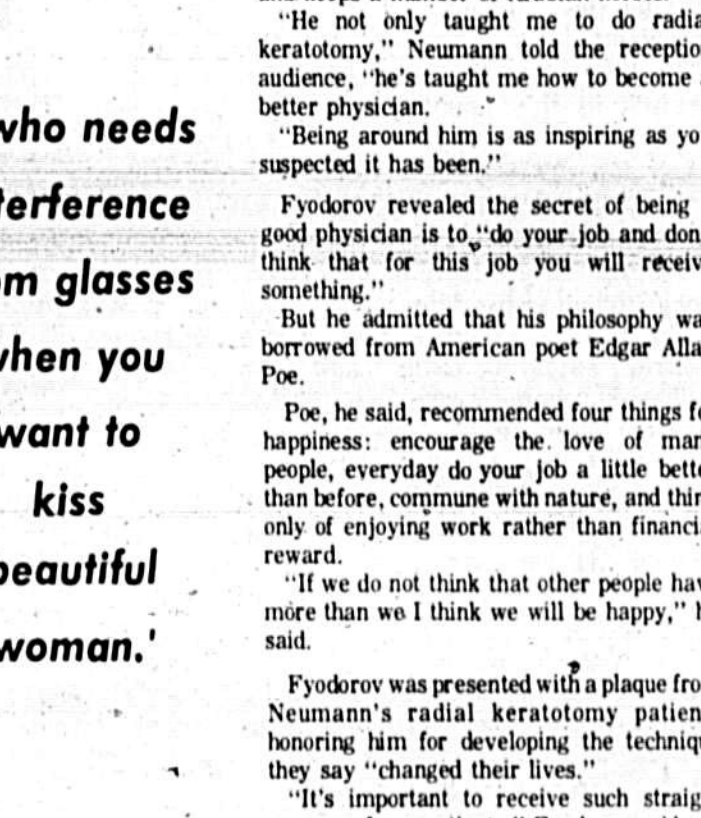 who needs
terference
om glasses
when you
want to
kiss
beautiful
woman.'
"He not only taught me to do radia
keratotomy," Neumann told the reception
audience, "he's taught me how to become
better physician.
"Being around him is as inspiring as yo
suspected it has been."
Fyodorov revealed the secret of being
good physician is to "do your job and don
think that for this job you will receiv
something."
But he admitted that his philosophy wa
borrowed from American poet Edgar Alla
Poe.
Poe, he said, recommended four things fo
happiness: encourage the love of man
people, everyday do your job a little bette
than before, commune with nature, and thin
only of enjoying work rather than financi
reward.
"If we do not think that other people hav
more than we I think we will be happy," h
said.
Fyodorov was presented with a plaque fro
Neumann's radial keratotomy patien
honoring him for developing the techniqu
they say "changed their lives."
"It's important to receive such straig